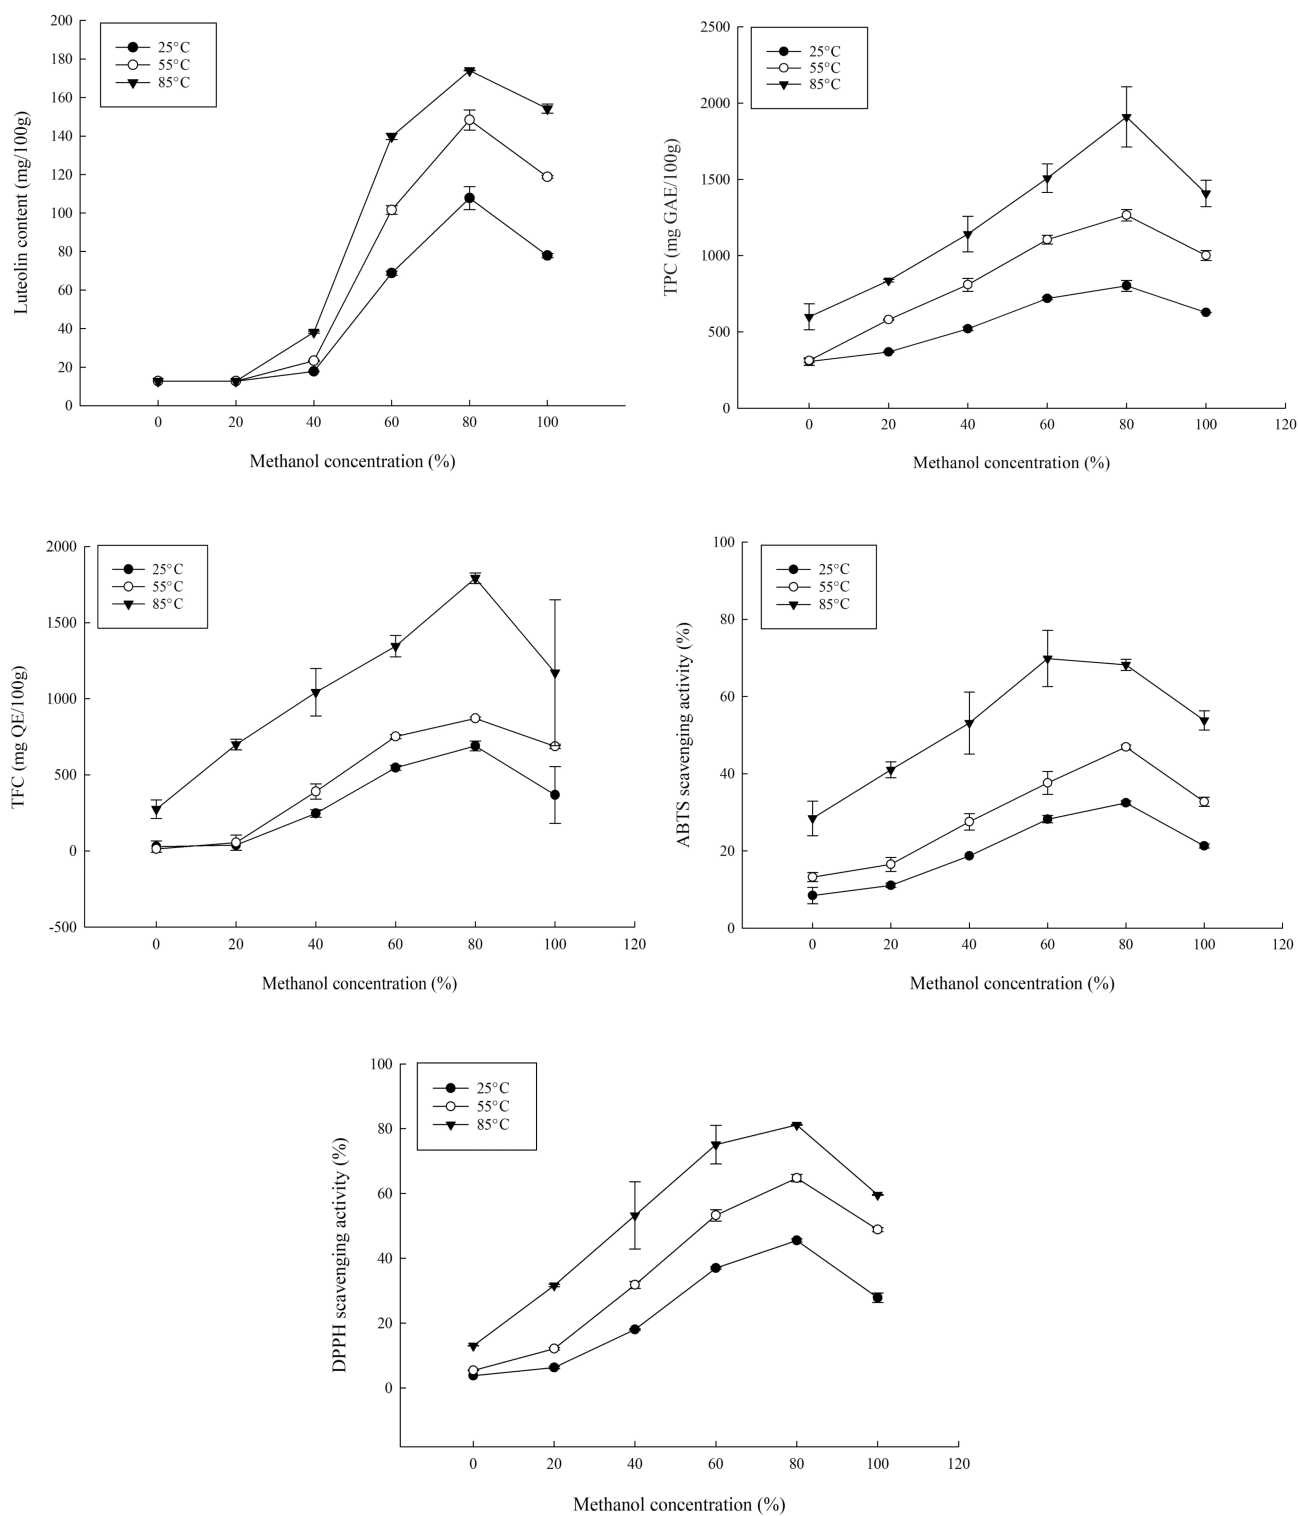 200
180
160
140
120
100
80
60
40
20
0
Luteolin content (mg/100g)
25°C
55°C
85°C
0 20 40 60 80 100
Methanol concentration (%)
2500
2000
1500
1000
500
0
TPC (mg GAE/100g)
25°C
55°C
85°C
0 20 40 60 80 100 120
Methanol concentration (%)
2000
1500
1000
500
0
-500
TFC (mg QE/100g)
25°C
55°C
85°C
0 20 40 60 80 100 120
Methanol concentration (%)
100
80
60
40
20
0
ABTS scavenging activity (%)
25°C
55°C
85°C
0 20 40 60 80 100 120
Methanol concentration (%)
100
80
60
40
20
0
DPPH scavenging activity (%)
25°C
55°C
85°C
0 20 40 60 80 100 120
Methanol concentration (%)